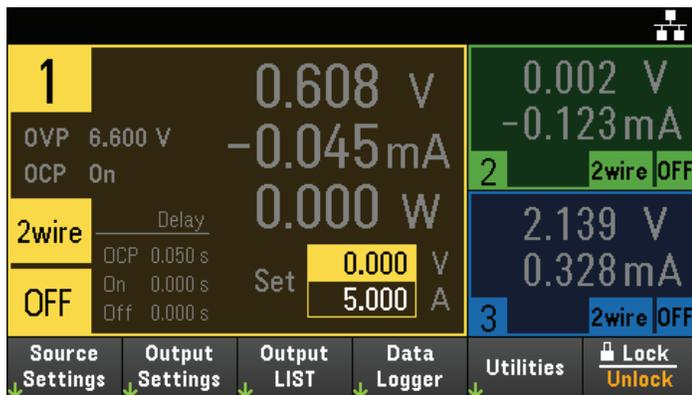 1
0.608 V
OVP 6.600 V
-0.045 mA
OCP On
0.000 W
2wire
Delay
OCP 0.050 s
On 0.000 s
Off 0.000 s
OFF
Set
0.000 V
5.000 A
0.002 V
-0.123 mA
2
2wire OFF
2.139 V
0.328 mA
3
2wire OFF
Source Settings
Output Settings
Output LIST
Data Logger
Utilities
Lock
Unlock